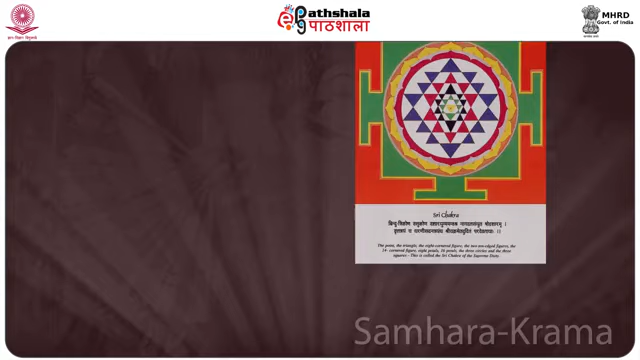 ePathshala
पाठशाला
MHRD
Govt. of India
Sri Chakra
The point, the triangle, the eight-cornered figure, the two ten-edged figures, the
14- cornered figure, eight petals, 16 petals, the three circles and the three
squares - This is called the Sri Chakra of the Supreme Deity.
Samhara-Krama